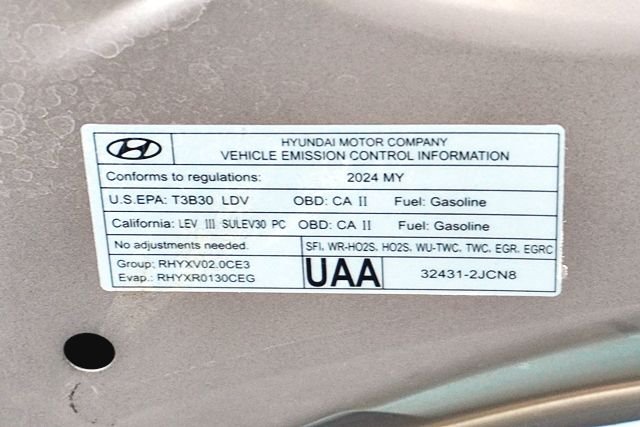 HYUNDAI MOTOR COMPANY
VEHICLE EMISSION CONTROL INFORMATION
Conforms to regulations: 2024 MY
U.S.EPA: T3B30 LDV OBD: CA II Fuel: Gasoline
California: LEV III SULEV30 PC OBD: CA II Fuel: Gasoline
No adjustments needed. SFI, WR-HO2S, HO2S, WU-TWC, TWC, EGR, EGRC
Group: RHYXV02.0CE3
Evap.: RHYXR0130CEG
UAA 32431-2JCN8